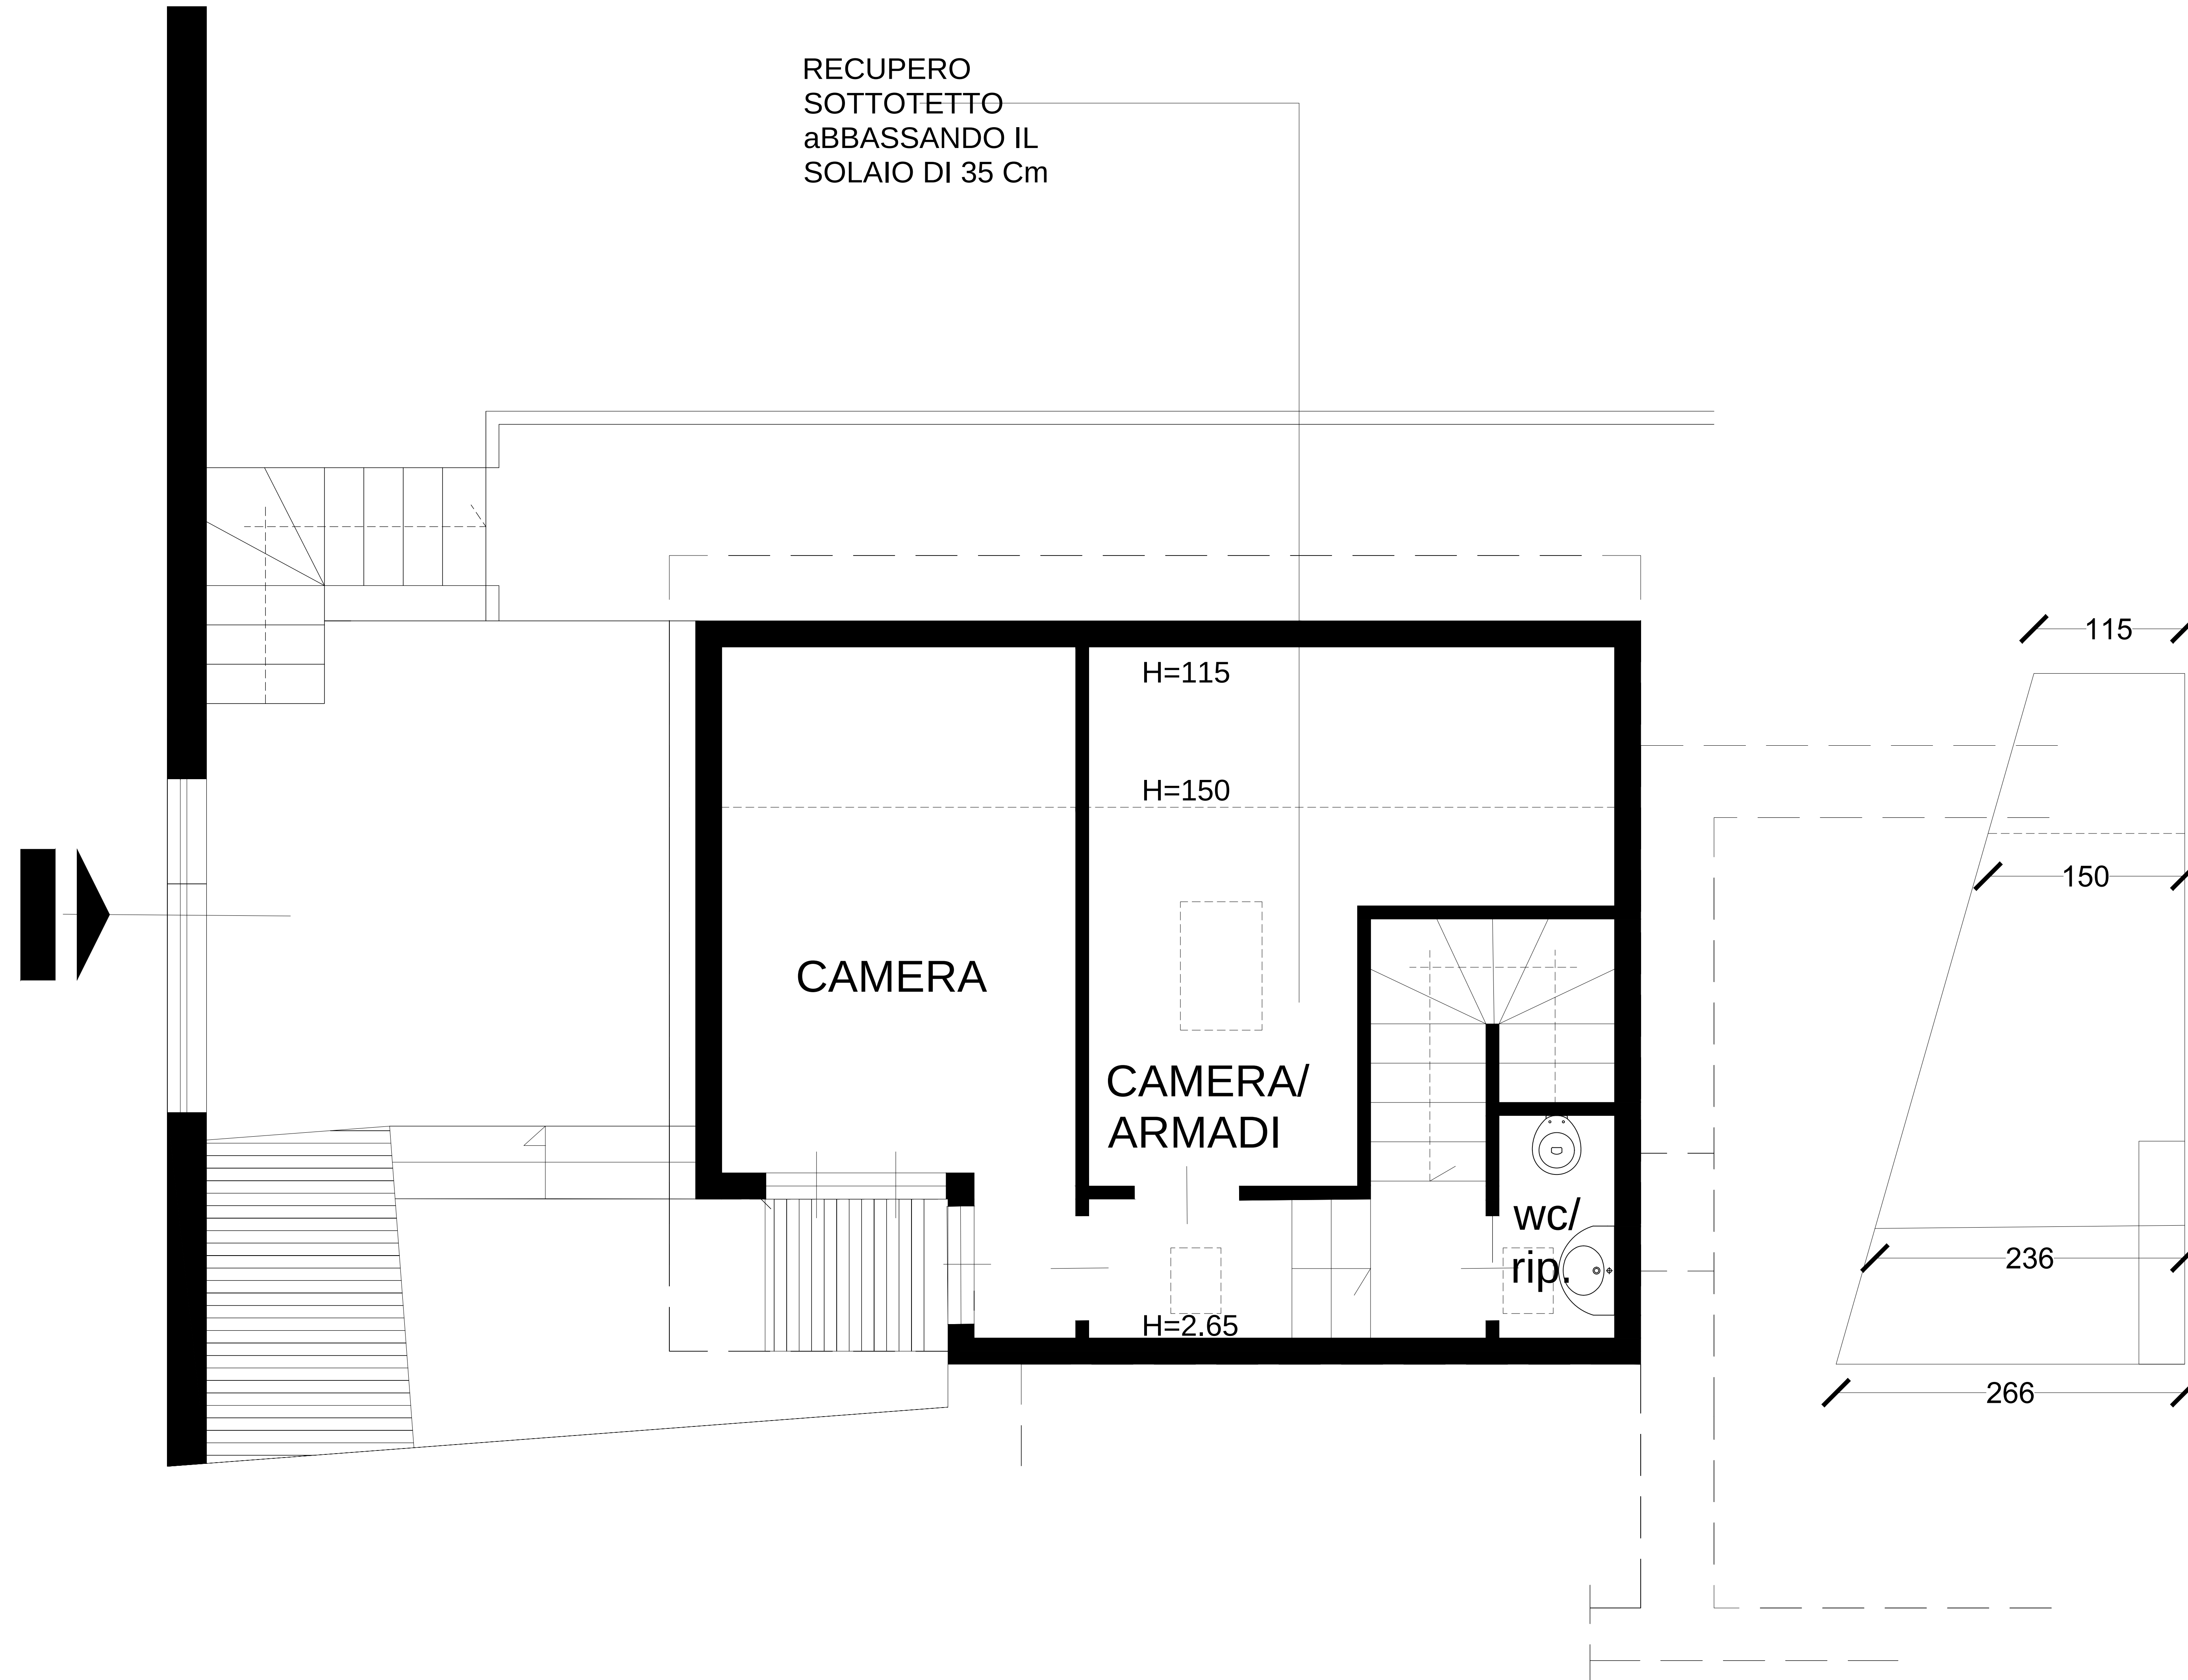 RECUPERO
SOTTOTETTO
aBBASSANDO IL
SOLAIO DI 35 Cm
115
H=115
H=150
150
CAMERA
CAMERA/
ARMADI
wc/
rip.
236
H=2.65
266